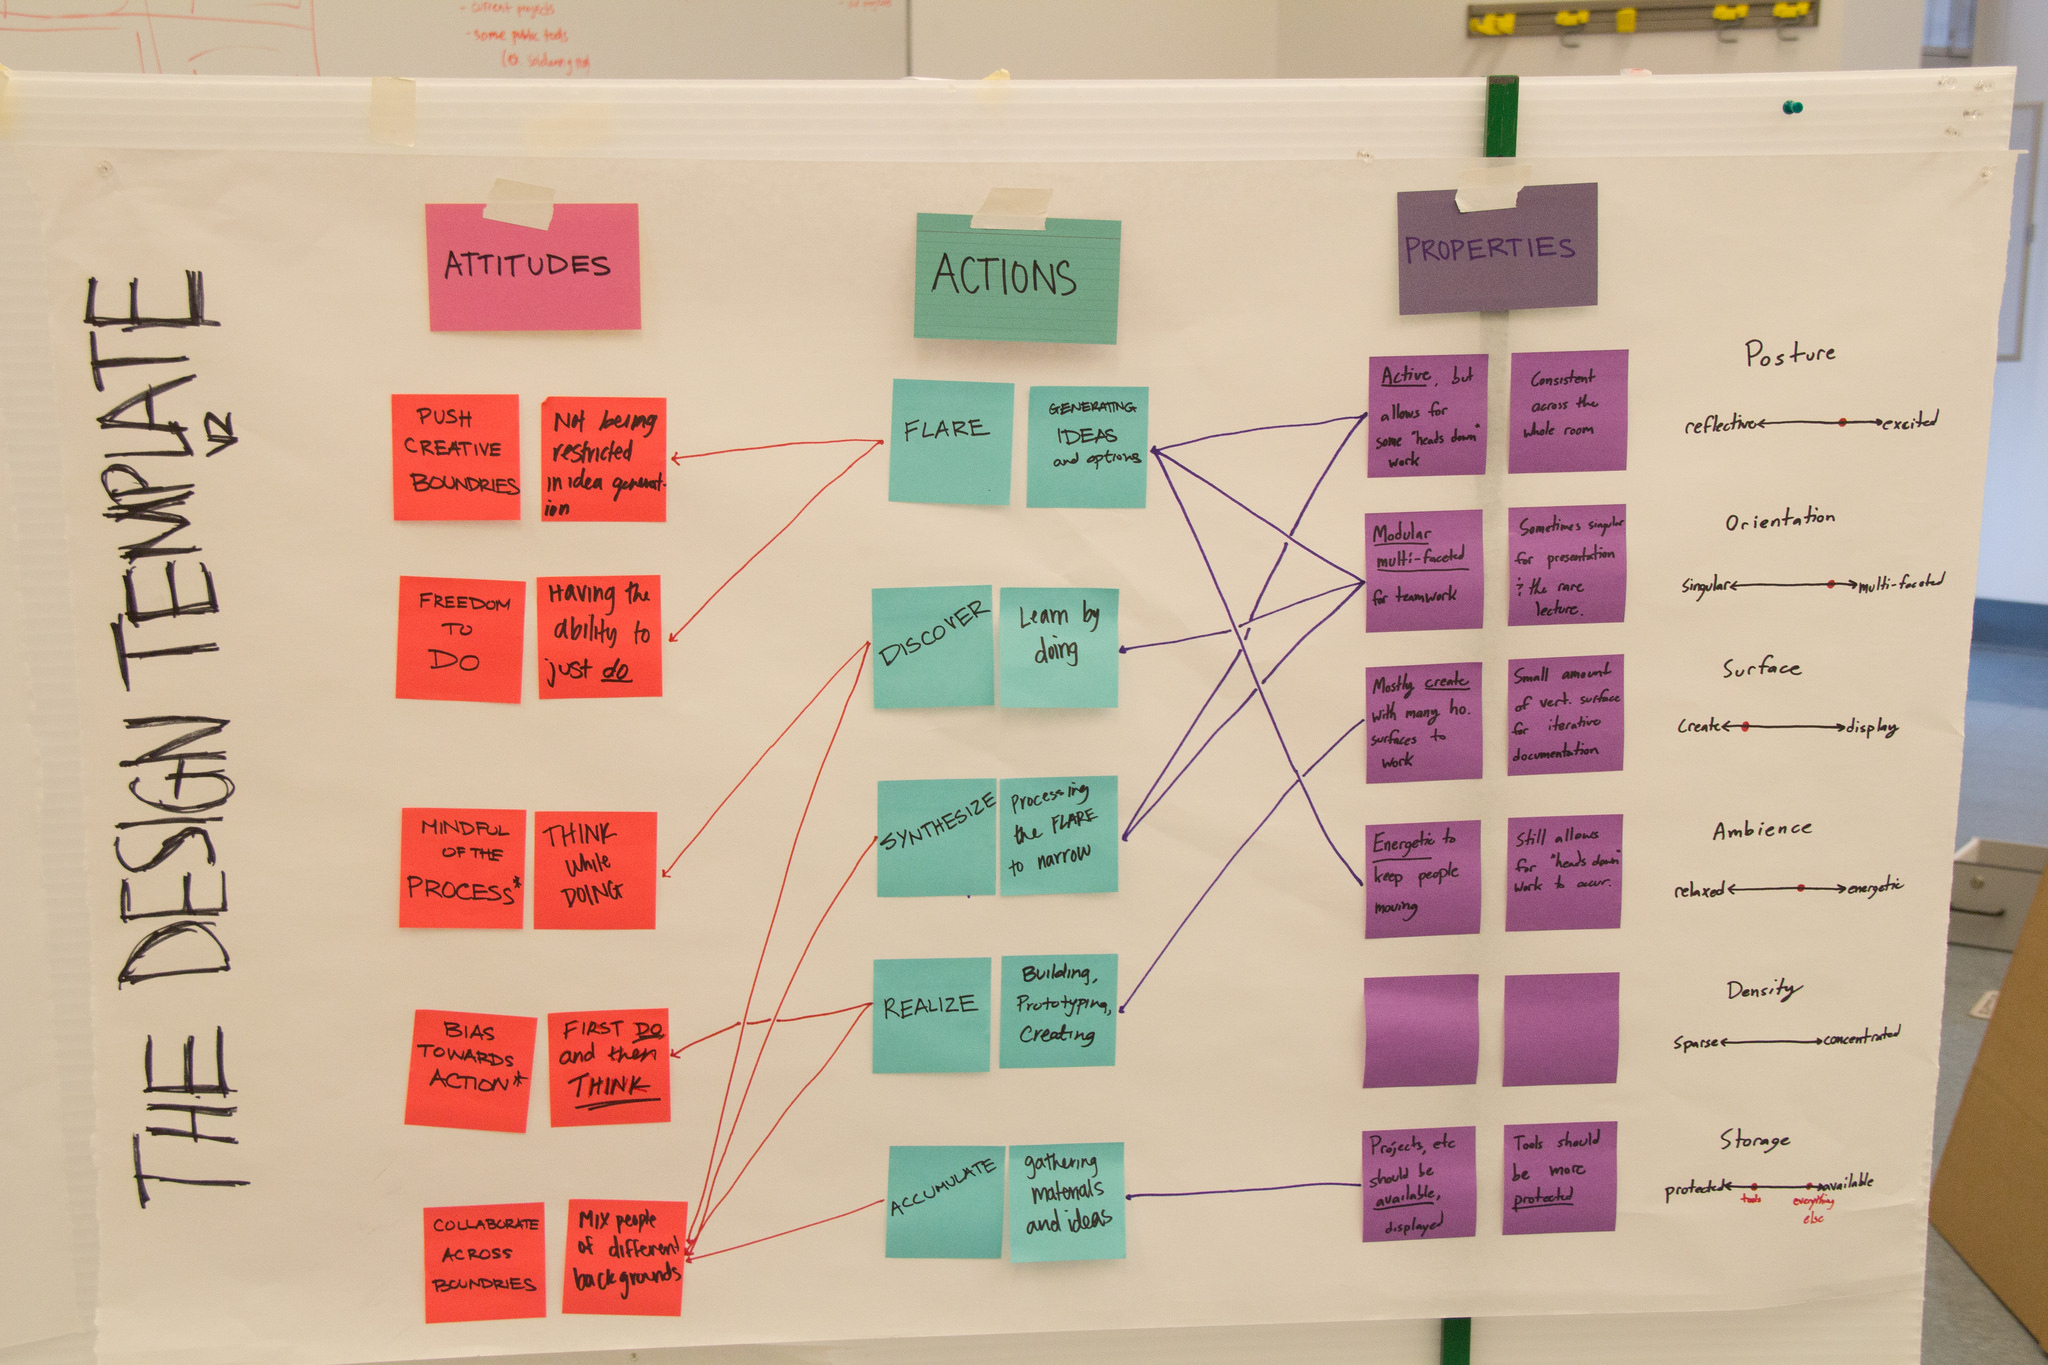 - current projects
- some public tools
THE DESIGN TEMPLATE
V2
ATTITUDES
PUSH
CREATIVE
BOUNDRIES
Not being
restricted
in idea generat-
ion
FREEDOM
TO
DO
Having the
ability to
just do
MINDFUL
OF THE
PROCESS*
THINK
while
DOING
BIAS
TOWARDS
ACTION*
FIRST DO
and then
THINK
COLLABORATE
ACROSS
BOUNDRIES
Mix people
of different
backgrounds
ACTIONS
FLARE
GENERATING
IDEAS
and options
DISCOVER
Learn by
doing
SYNTHESIZE
Processing
the FLARE
to narrow
REALIZE
Building,
Prototyping,
Creating
ACCUMULATE
gathering
materials
and ideas
PROPERTIES
Active, but
allows for
some "heads down"
work
Consistent
across the
whole room
Modular
multi-faceted
for teamwork
Sometimes singular
for presentation
& the rare
lecture.
Mostly create
with many ho.
surfaces to
work
Small amount
of vert. surface
for iterative
documentation
Energetic to
keep people
moving
Still allows
for "heads down"
work to occur.
Projects, etc
should be
available,
displayed
Tools should
be more
protected
Posture
reflective excited
Orientation
singular multi-faceted
Surface
create display
Ambience
relaxed energetic
Density
sparse concentrated
Storage
protected available
tools everything
else